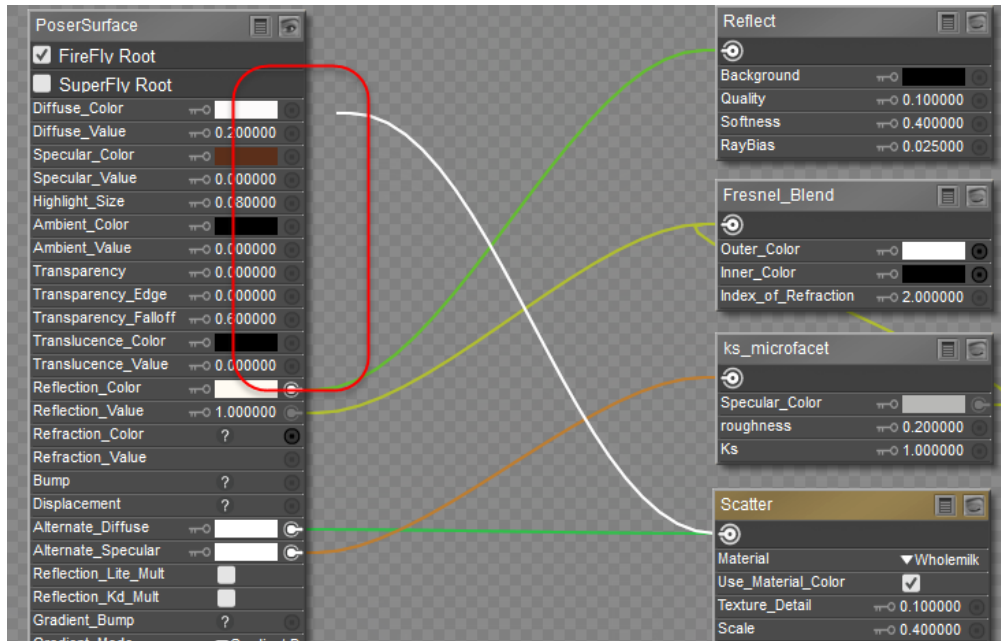 PoserSurface
FireFly Root
SuperFly Root
Diffuse_Color
Diffuse_Value 0.200000
Specular_Color
Specular_Value 0.000000
Highlight_Size 0.080000
Ambient_Color
Ambient_Value 0.000000
Transparency 0.000000
Transparency_Edge 0.000000
Transparency_Falloff 0.600000
Translucence_Color
Translucence_Value 0.000000
Reflection_Color
Reflection_Value 1.000000
Refraction_Color ?
Refraction_Value
Bump ?
Displacement ?
Alternate_Diffuse
Alternate_Specular
Reflection_Lite_Mult
Reflection_Kd_Mult
Gradient_Bump ?
Reflect
Background
Quality 0.100000
Softness 0.400000
RayBias 0.025000
Fresnel_Blend
Outer_Color
Inner_Color
Index_of_Refraction 2.000000
ks_microfacet
Specular_Color
roughness 0.200000
Ks 1.000000
Scatter
Material Wholemilk
Use_Material_Color
Texture_Detail 0.100000
Scale 0.400000